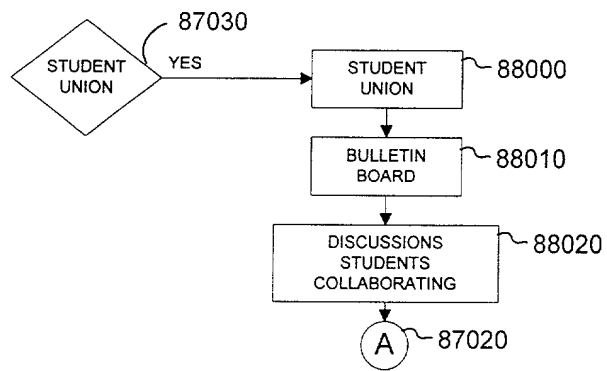 87030
STUDENT
UNION
YES
STUDENT
UNION
88000
BULLETIN
BOARD
88010
DISCUSSIONS
STUDENTS
COLLABORATING
88020
A
87020